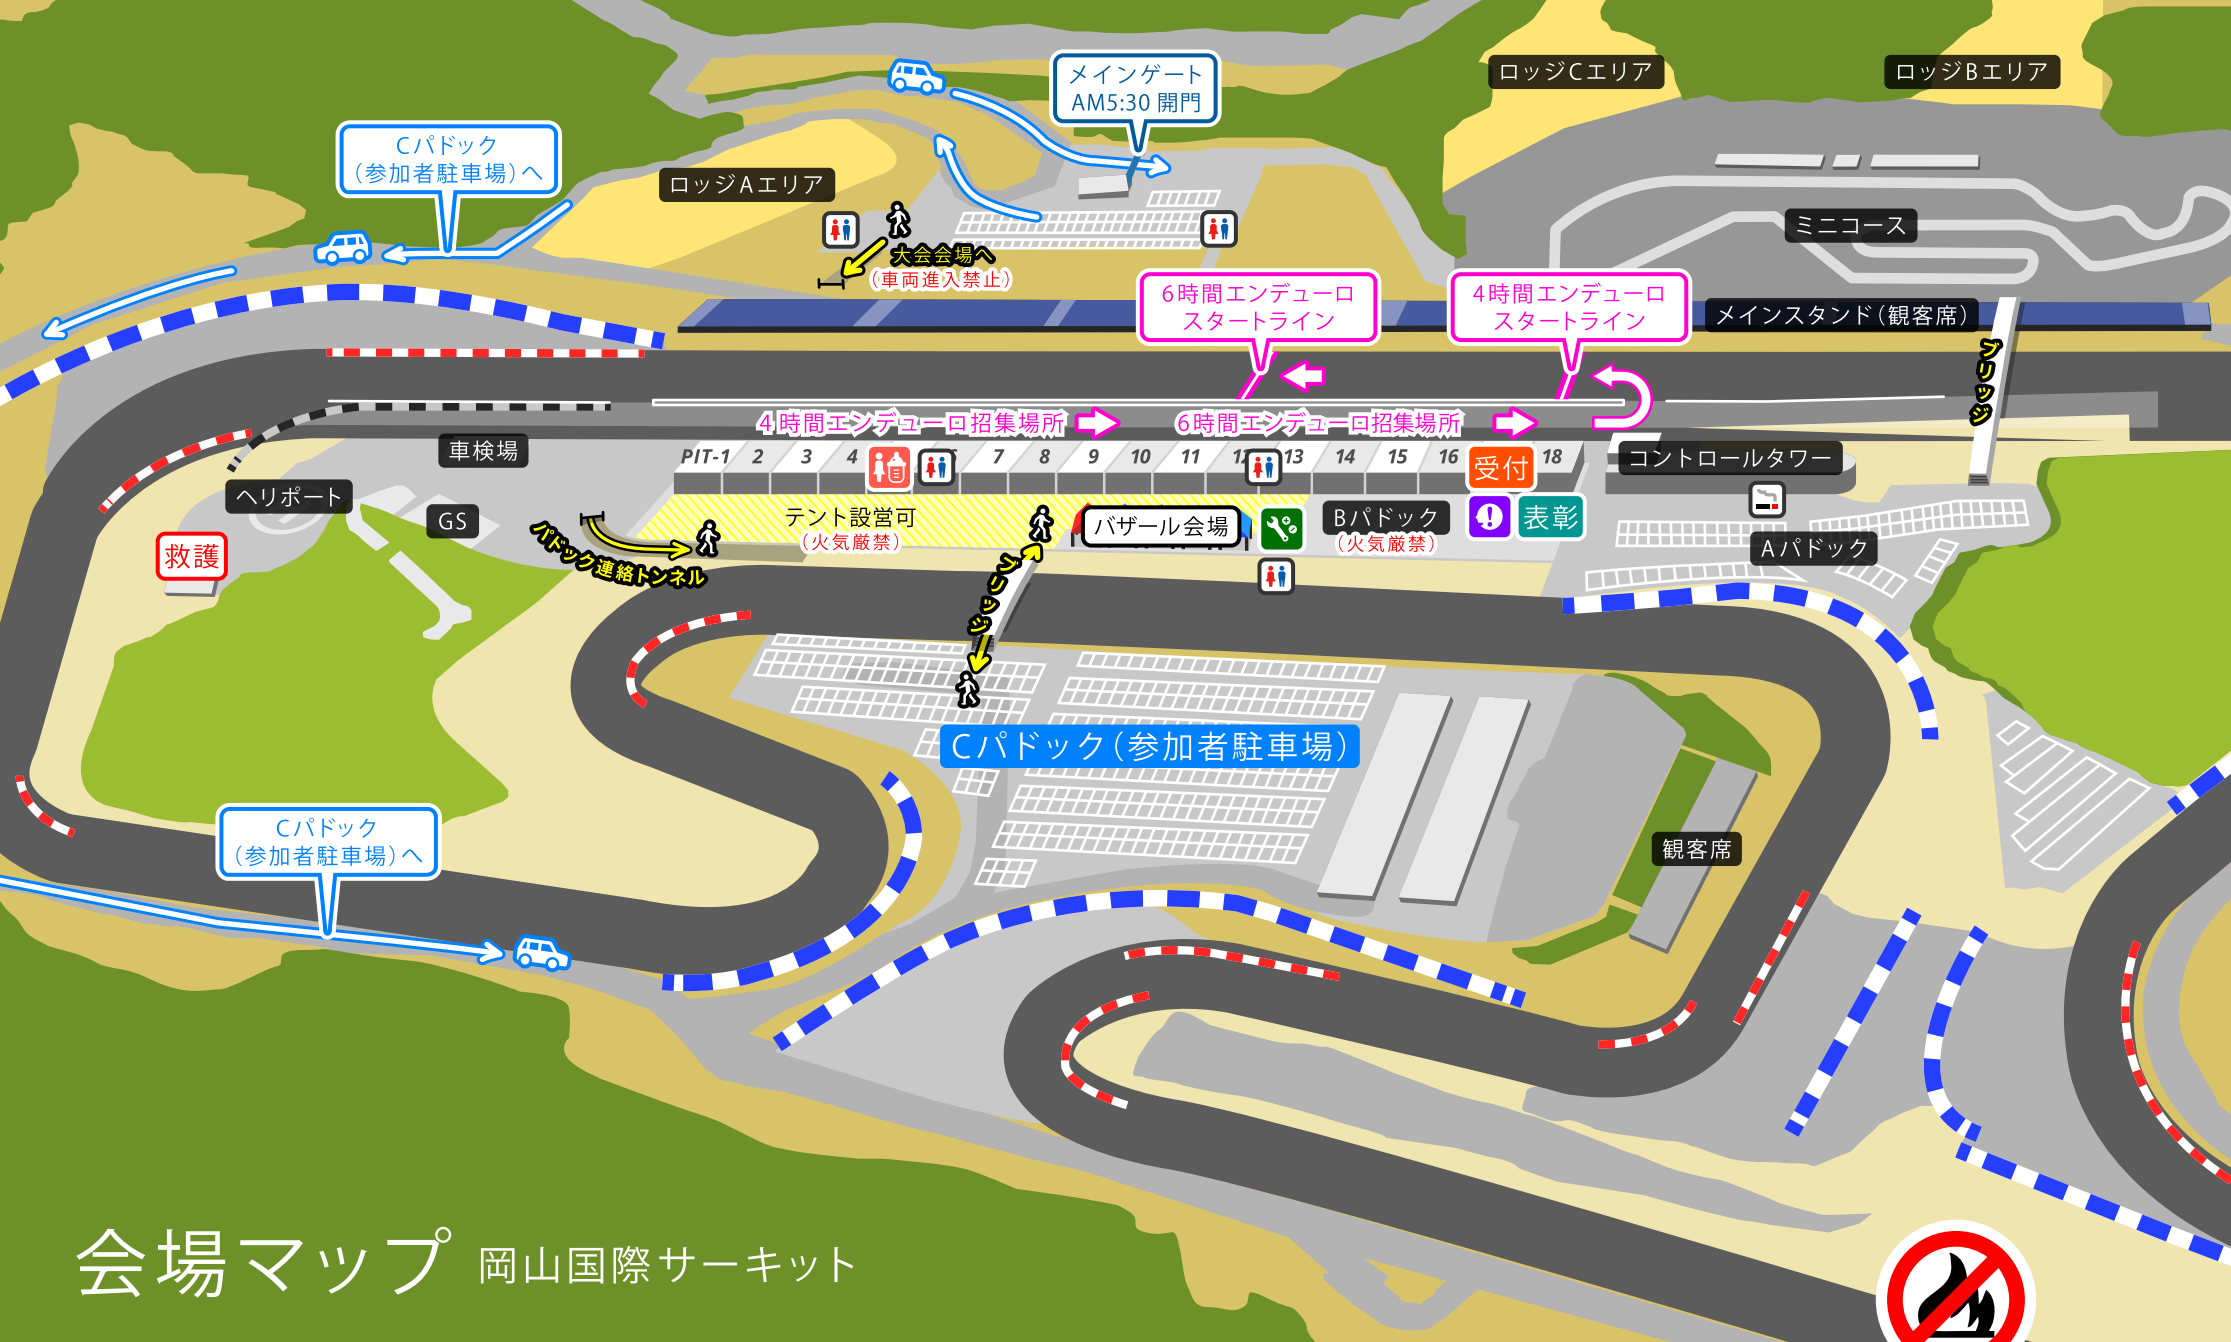 メインゲート
AM5:30 開門
ロッジCエリア
ロッジBエリア
Cパドック
（参加者駐車場）へ
ロッジAエリア
大会会場へ
（車両進入禁止）
ミニコース
6時間エンデューロ
スタートライン
4時間エンデューロ
スタートライン
メインスタンド（観客席）
ブリッジ
4時間エンデューロ招集場所
6時間エンデューロ招集場所
車検場
PIT-1 2 3 4 7 8 9 10 11 12 13 14 15 16 18
受付
コントロールタワー
ヘリポート
GS
テント設営可
（火気厳禁）
バザール会場
Bパドック
（火気厳禁）
表彰
Aパドック
救護
パドック連絡トンネル
ブリッジ
Cパドック（参加者駐車場）
Cパドック
（参加者駐車場）へ
観客席
会場マップ 岡山国際サーキット